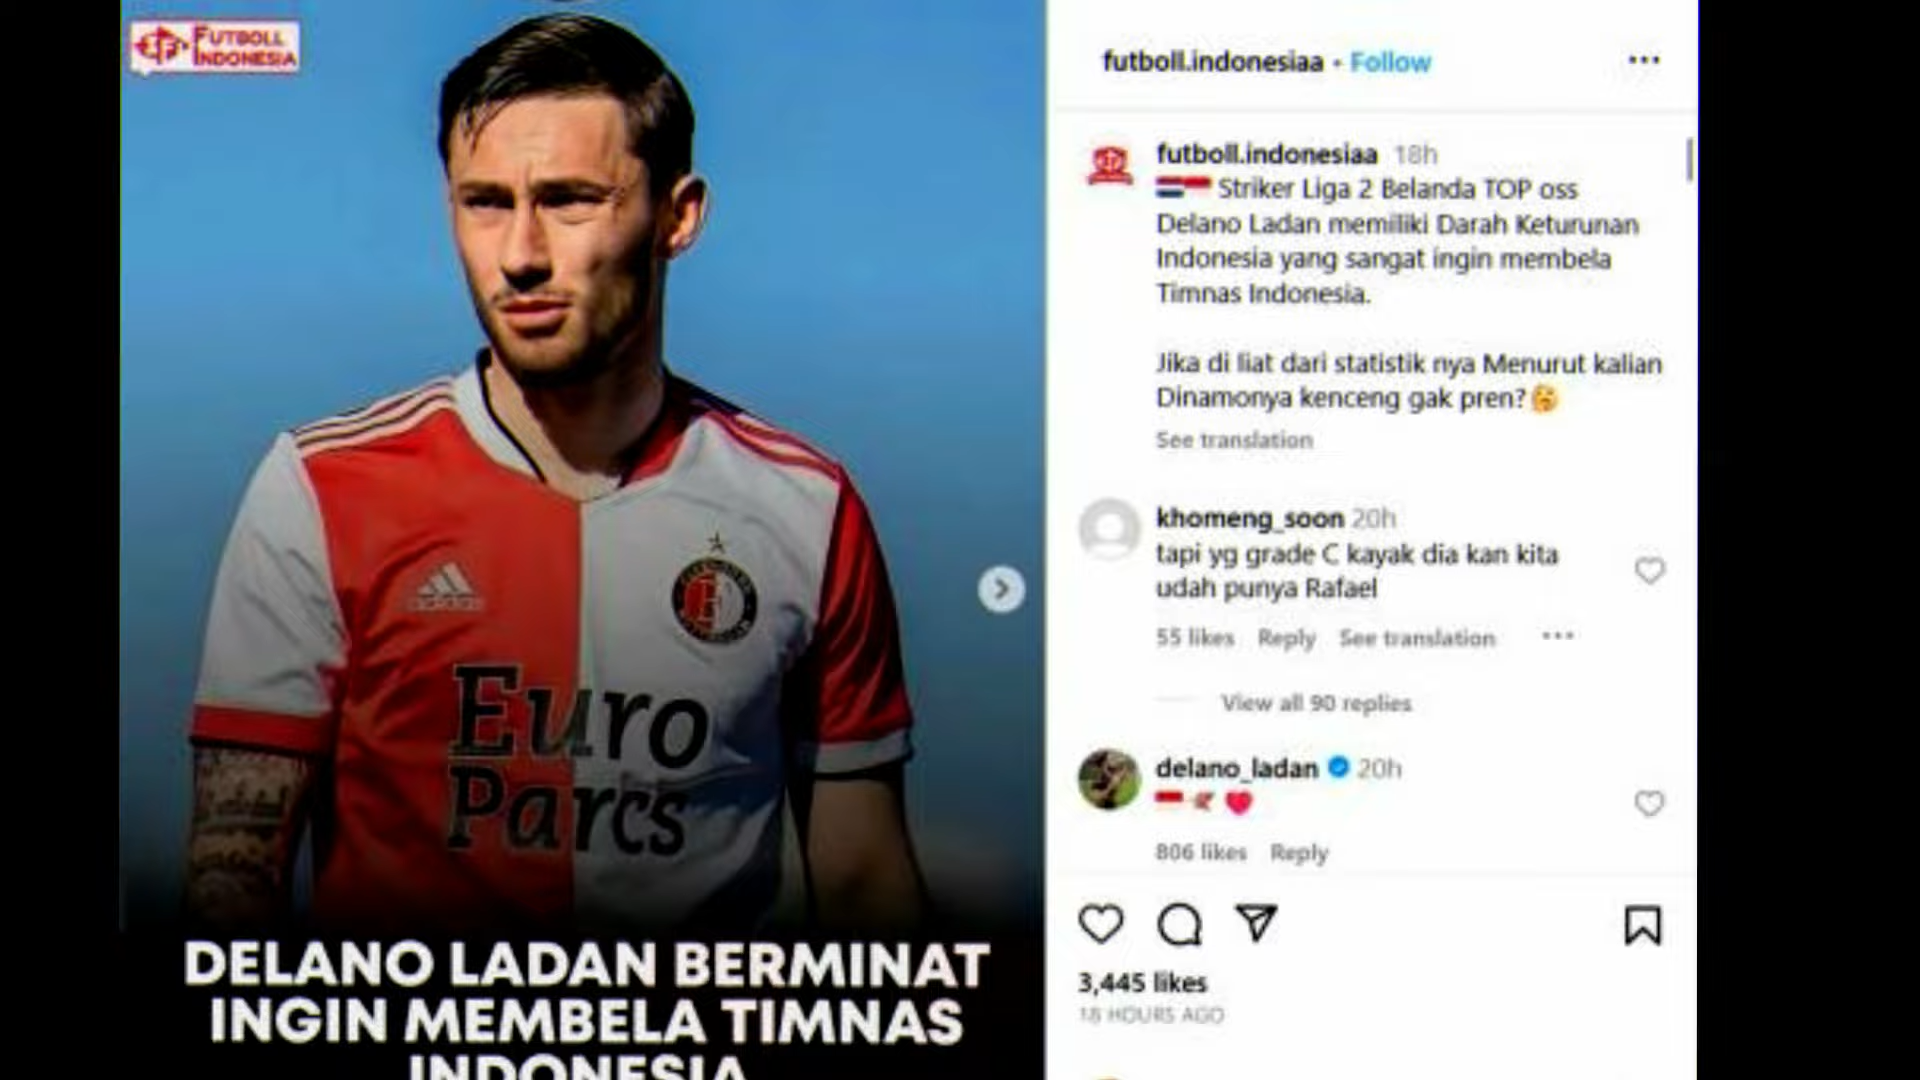 FUTBOLL
INDONESIA
Euro
Parcs
DELANO LADAN BERMINAT
INGIN MEMBELA TIMNAS
INDONESIA
futboll.indonesiaa • Follow
futboll.indonesiaa 18h
Striker Liga 2 Belanda TOP oss
Delano Ladan memiliki Darah Keturunan
Indonesia yang sangat ingin membela
Timnas Indonesia.
Jika di liat dari statistik nya Menurut kalian
Dinamonya kenceng gak pren?🤔
See translation
khomeng_soon 20h
tapi yg grade C kayak dia kan kita
udah punya Rafael
55 likes Reply See translation
View all 90 replies
delano_ladan 20h
806 likes Reply
3,445 likes
18 HOURS AGO